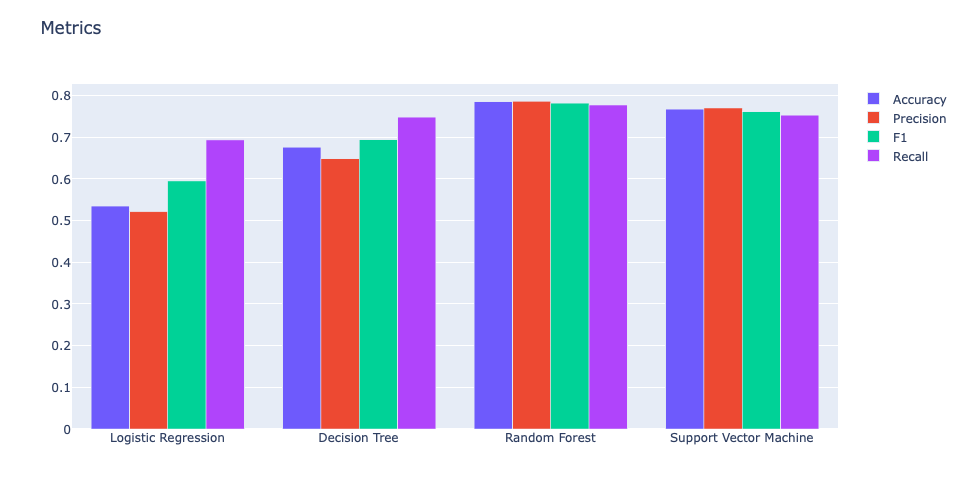 Metrics
0.8
0.7
0.6
0.5
0.4
0.3
0.2
0.1
0
Logistic Regression
Decision Tree
Random Forest
Support Vector Machine
Accuracy
Precision
F1
Recall